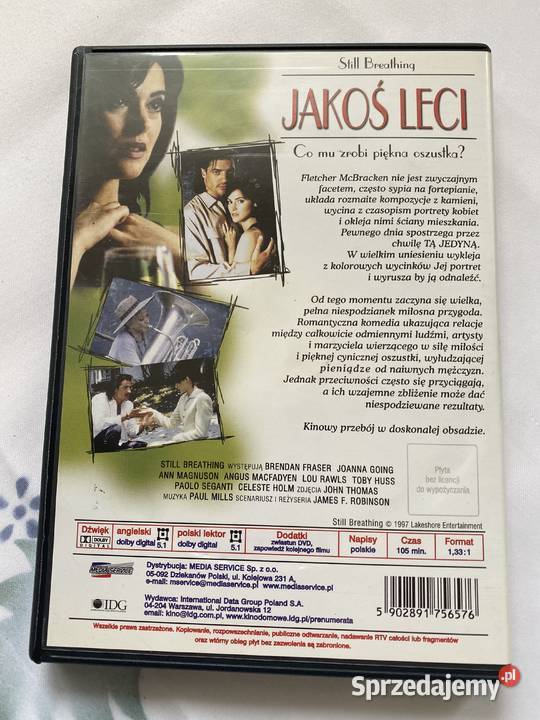 Still Breathing
JAKOŚ LECI
Co mu zrobi piękna oszustka?
Fletcher McBracken nie jest zwyczajnym
facetem, często sypia na fortepianie,
układa rozmaite kompozycje z kamieni,
wycina z czasopism portrety kobiet
i okleja nimi ściany mieszkania.
Pewnego dnia spostrzega przez
chwilę TĄ JEDYNĄ.
W wielkim uniesieniu wykleja
z kolorowych wycinków Jej portret
i wyrusza by ją odnaleźć.
Od tego momentu zaczyna się wielka,
pełna niespodzianek miłosna przygoda.
Romantyczna komedia ukazująca relacje
między całkowicie odmiennymi ludźmi, artysty
i marzyciela wierzącego w siłę miłości
i pięknej cynicznej oszustki, wyłudzającej
pieniądze od naiwnych mężczyzn.
Jednak przeciwności często się przyciągają,
a ich wzajemne zbliżenie może dać
niespodziewane rezultaty.
Kinowy przebój w doskonałej obsadzie.
STILL BREATHING WYSTĘPUJĄ BRENDAN FRASER JOANNA GOING
ANN MAGNUSON ANGUS MACFADYEN LOU RAWLS TOBY HUSS
PAOLO SEGANTI CELESTE HOLM ZDJĘCIA JOHN THOMAS
MUZYKA PAUL MILLS SCENARIUSZ I REŻYSERIA JAMES F. ROBINSON
Płyta
bez licencji
do wypożyczania
Still Breathing © 1997 Lakeshore Entertainment
Dźwięk angielski polski lektor Dodatki Napisy Czas Format
DOLBY DIGITAL dolby digital 5.1 dolby digital 5.1 zwiastun DVD, polskie 105 min. 1,33:1
zapowiedź kolejnego filmu
MEDIA SERVICE
Dystrybucja: MEDIA SERVICE Sp. z o.o.
05-092 Dziekanów Polski, ul. Kolejowa 231 A,
e-mail: mservice@mediaservice.pl www.mediaservice.pl
IDG
Wydawca: International Data Group Poland S.A.
04-204 Warszawa, ul. Jordanowska 12
email: kino@idg.com.pl, www.kinodomowe.idg.pl/prenumerata
5 902891 756576
Wszelkie prawa zastrzeżone. Kopiowanie, rozpowszechnianie, publiczne odtwarzanie, nadawanie RTV całości lub fragmentów
oraz wtórny obieg płyt bez zezwolenia są zabronione.
Sprzedajemy.pl